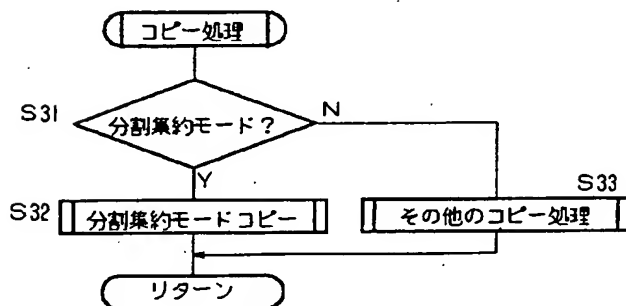 コピー処理
S31
分割集約モード?
N
Y
S32
分割集約モードコピー
S33
その他のコピー処理
リターン